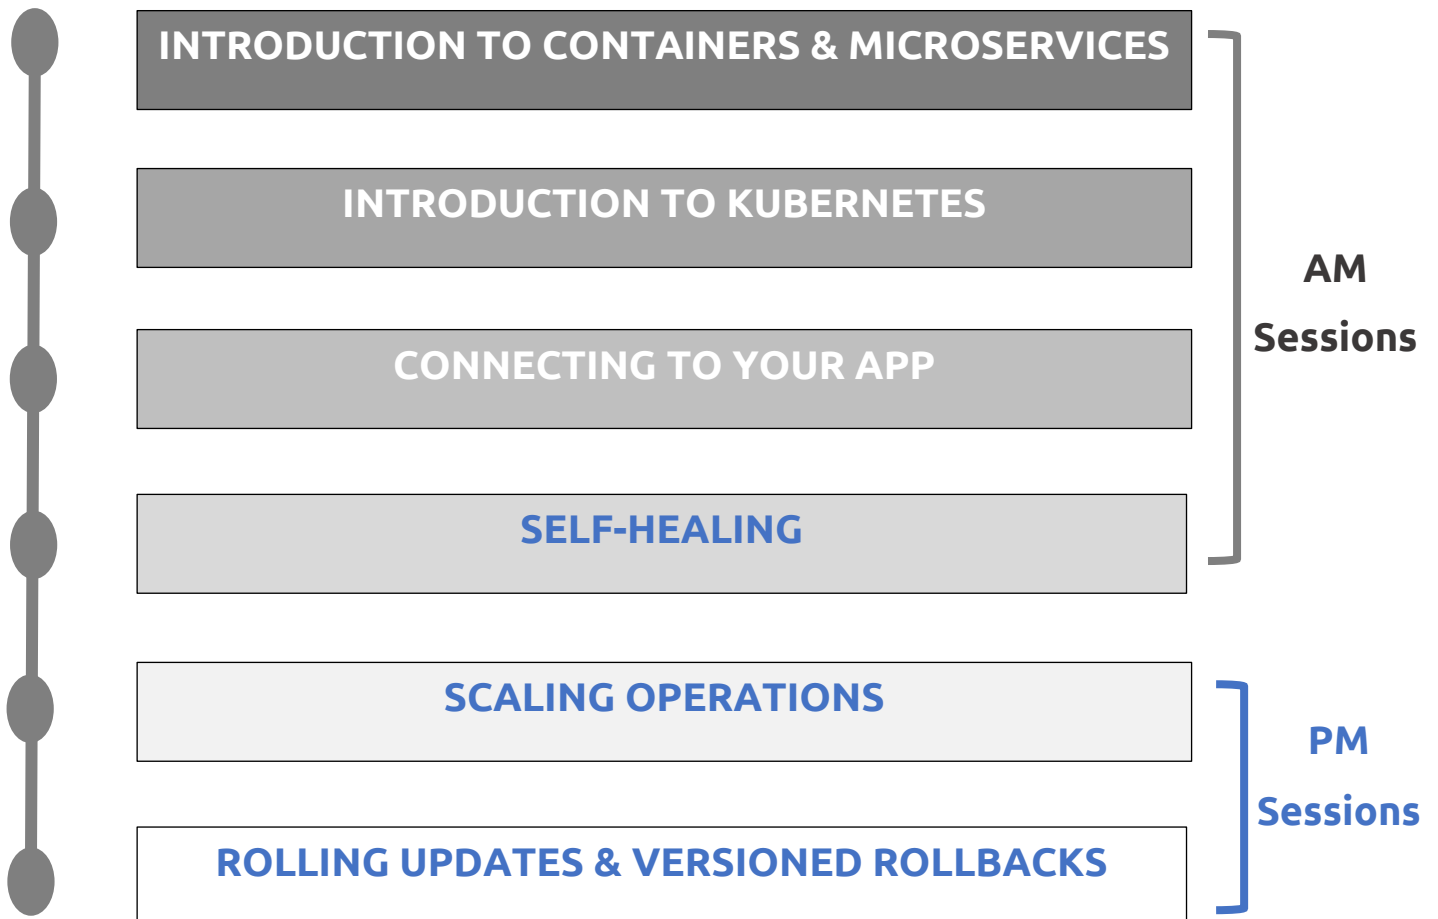 INTRODUCTION TO CONTAINERS & MICROSERVICES
INTRODUCTION TO KUBERNETES
CONNECTING TO YOUR APP
SELF-HEALING
AM
Sessions
SCALING OPERATIONS
ROLLING UPDATES & VERSIONED ROLLBACKS
PM
Sessions